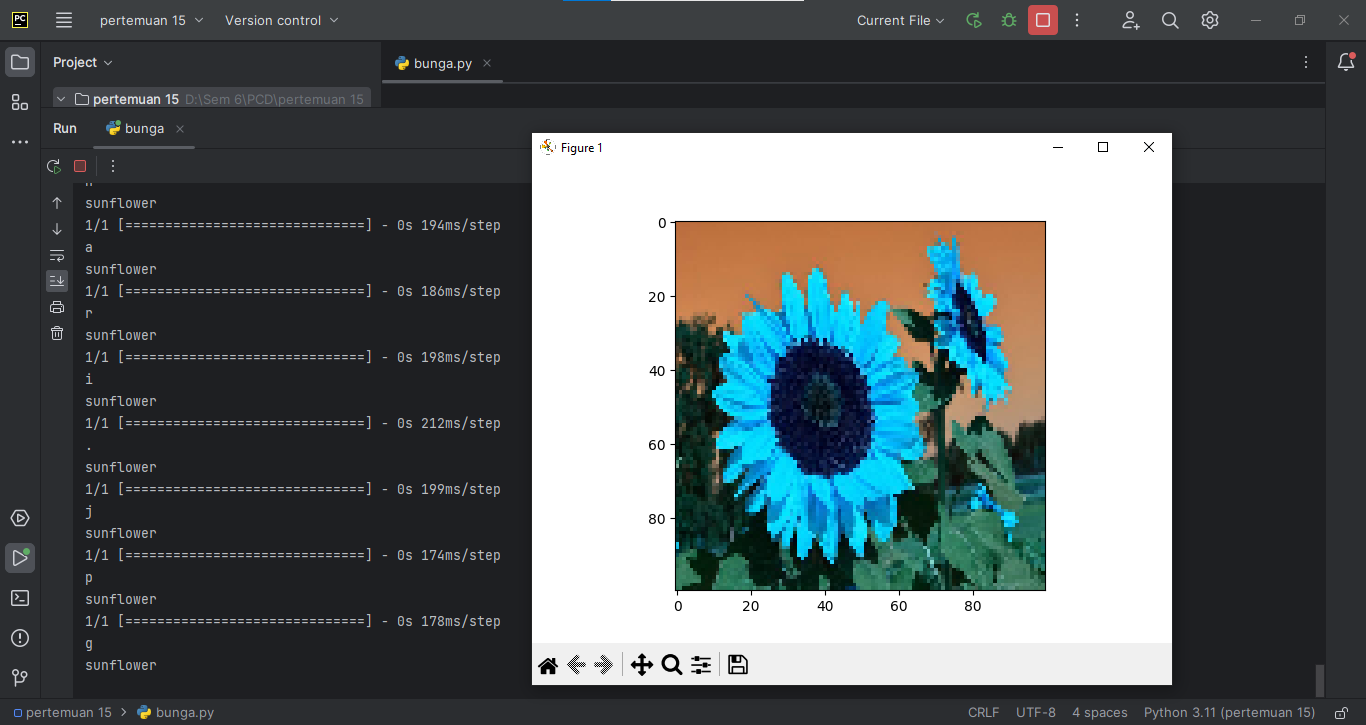 PC
pertemuan 15
Version control
Current File
Project
bunga.py
pertemuan 15 D:\Sem 6\PCD\pertemuan 15
Run
bunga
sunflower
1/1 [==============================] - 0s 194ms/step
a
sunflower
1/1 [==============================] - 0s 186ms/step
r
sunflower
1/1 [==============================] - 0s 198ms/step
i
sunflower
1/1 [==============================] - 0s 212ms/step
.
sunflower
1/1 [==============================] - 0s 199ms/step
j
sunflower
1/1 [==============================] - 0s 174ms/step
p
sunflower
1/1 [==============================] - 0s 178ms/step
g
sunflower
Figure 1
0
20
40
60
80
0 20 40 60 80
pertemuan 15 > bunga.py
CRLF UTF-8 4 spaces Python 3.11 (pertemuan 15)